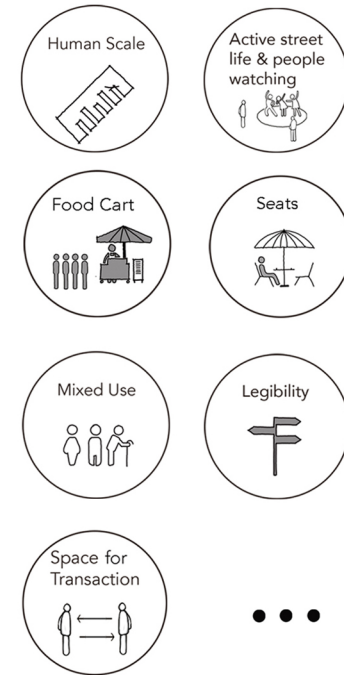 Human Scale
Active street
life & people
watching
Food Cart
Seats
Mixed Use
Legibility
Space for
Transaction